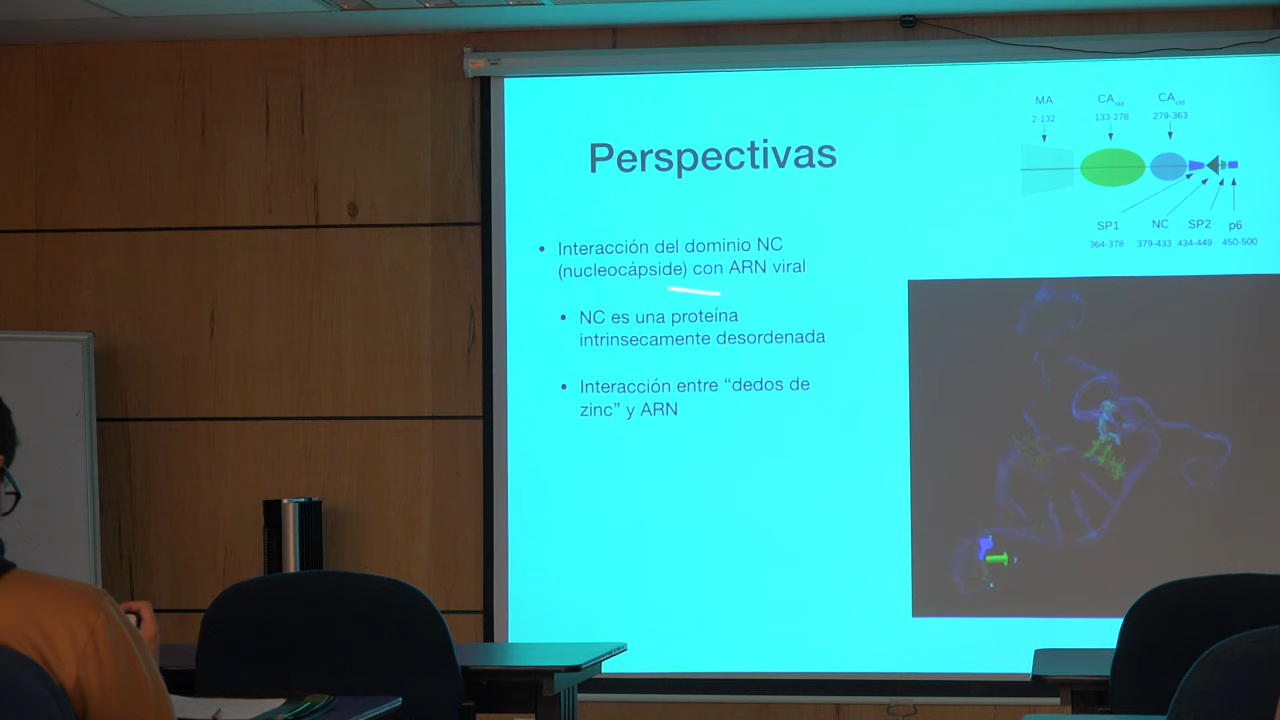 Perspectivas
• Interacción del dominio NC
(nucleocápside) con ARN viral
• NC es una proteína
intrinsecamente desordenada
• Interacción entre “dedos de
zinc” y ARN
MA CA CA
2-132 133-278 279-363
SP1 NC SP2 p6
364-378 379-433 434-449 450-500